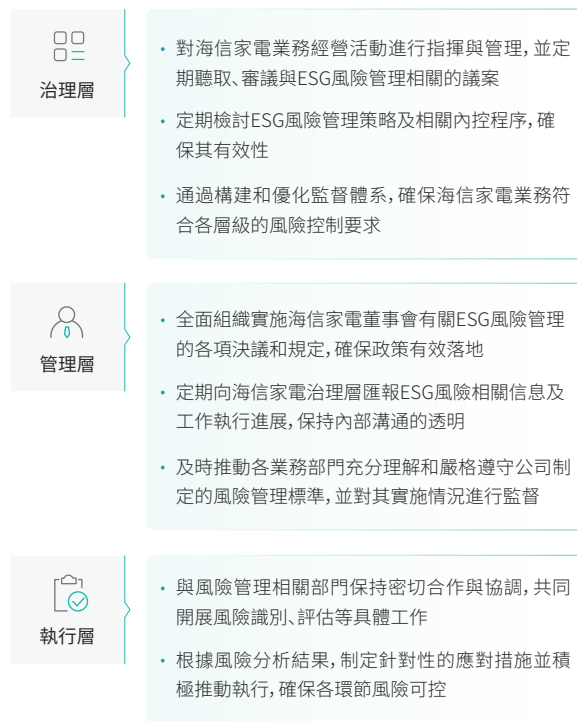 治理層
• 對海信家電業務經營活動進行指揮與管理，並定
期聽取、審議與ESG風險管理相關的議案
• 定期檢討ESG風險管理策略及相關內控程序，確
保其有效性
• 通過構建和優化監督體系，確保海信家電業務符
合各層級的風險控制要求
管理層
• 全面組織實施海信家電董事會有關ESG風險管理
的各項決議和規定，確保政策有效落地
• 定期向海信家電治理層匯報ESG風險相關信息及
工作執行進展，保持內部溝通的透明
• 及時推動各業務部門充分理解和嚴格遵守公司制
定的風險管理標準，並對其實施情況進行監督
執行層
• 與風險管理相關部門保持密切合作與協調，共同
開展風險識別、評估等具體工作
• 根據風險分析結果，制定針對性的應對措施並積
極推動執行，確保各環節風險可控